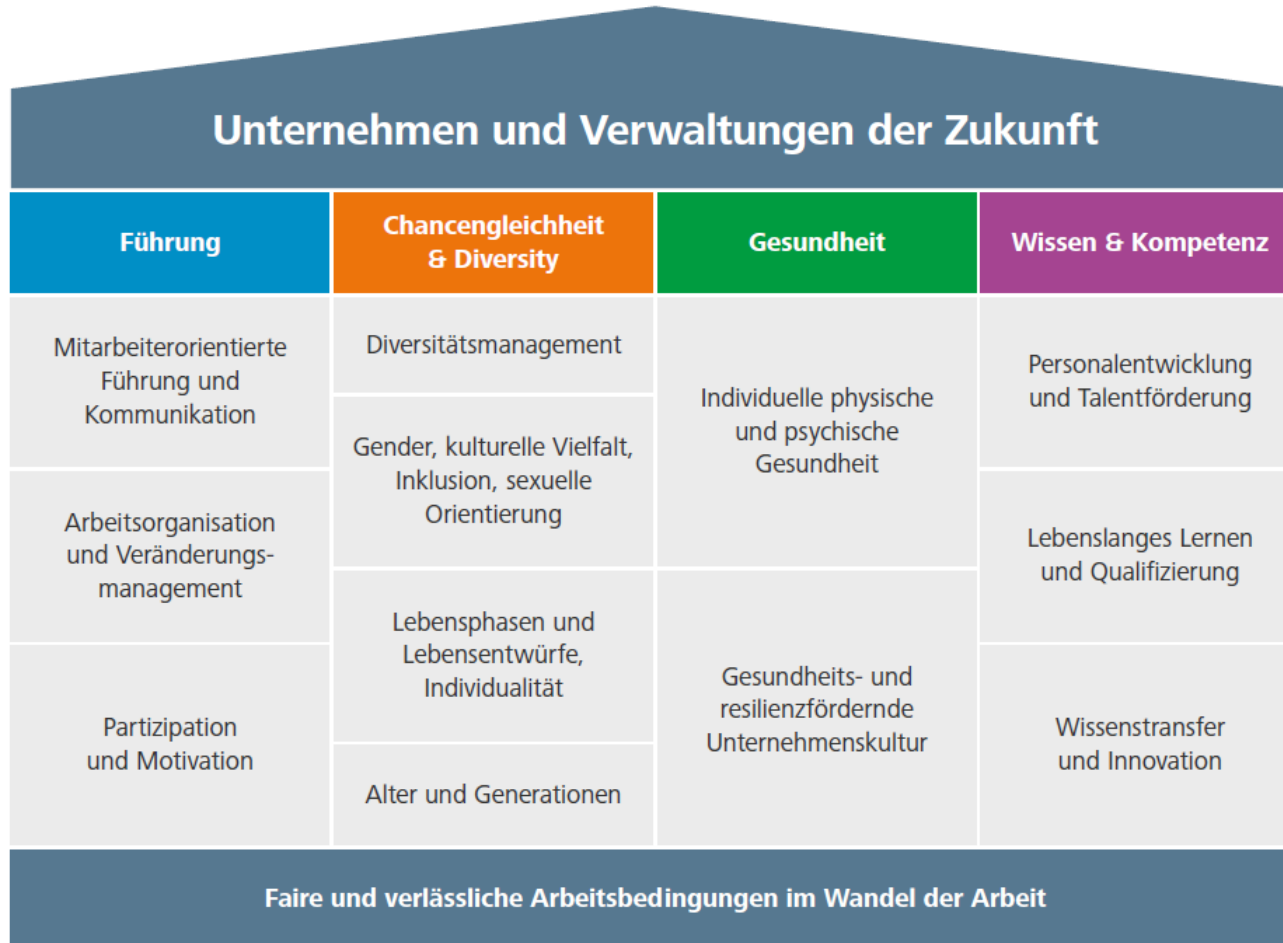 Unternehmen und Verwaltungen der Zukunft
Führung
Mitarbeiterorientierte
Führung und
Kommunikation
Arbeitsorganisation
und Veränderungs-
management
Partizipation
und Motivation
Chancengleichheit
& Diversity
Diversitätsmanagement
Gender, kulturelle Vielfalt,
Inklusion, sexuelle
Orientierung
Lebensphasen und
Lebensentwürfe,
Individualität
Alter und Generationen
Gesundheit
Individuelle physische
und psychische
Gesundheit
Gesundheits- und
resilienzfördernde
Unternehmenskultur
Wissen & Kompetenz
Personalentwicklung
und Talentförderung
Lebenslanges Lernen
und Qualifizierung
Wissenstransfer
und Innovation
Faire und verlässliche Arbeitsbedingungen im Wandel der Arbeit